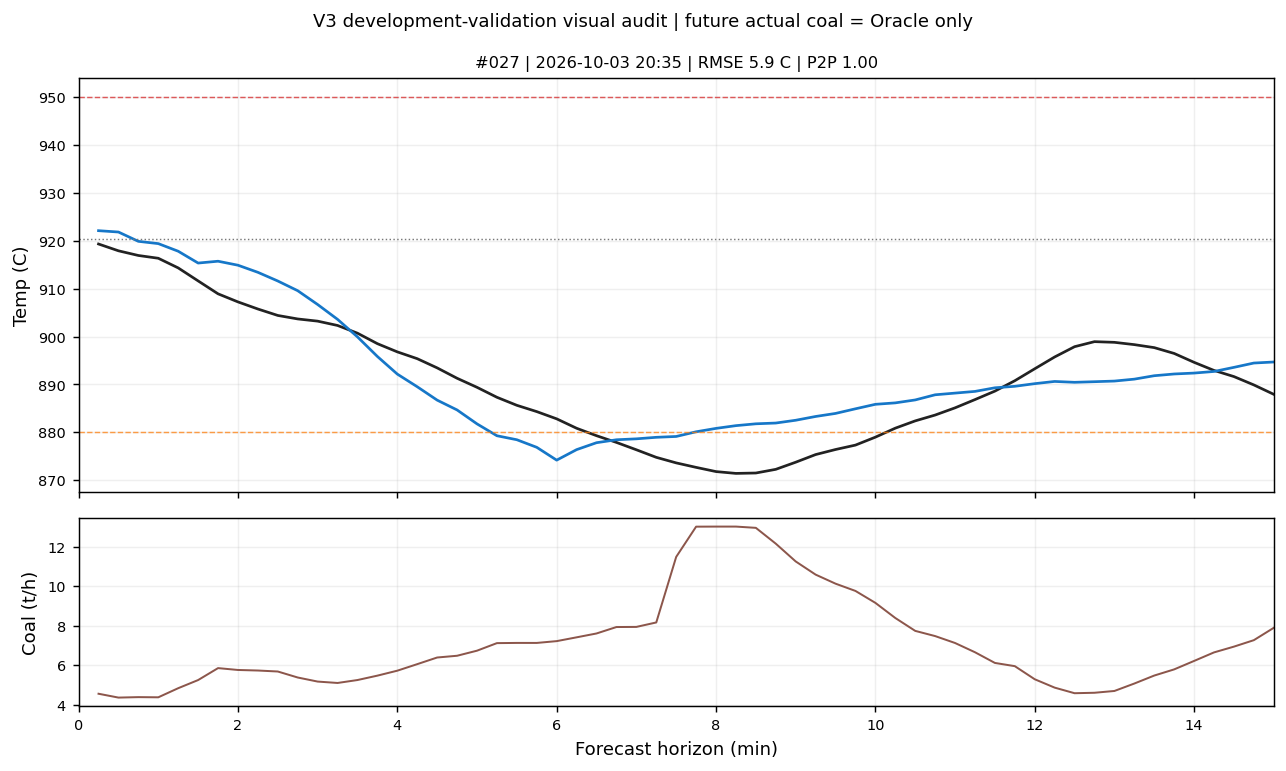 V3 development-validation visual audit | future actual coal = Oracle only
#027 | 2026-10-03 20:35 | RMSE 5.9 C | P2P 1.00
950
940
930
920
910
900
890
880
870
Temp (C)
12
10
8
6
4
Coal (t/h)
0 2 4 6 8 10 12 14
Forecast horizon (min)